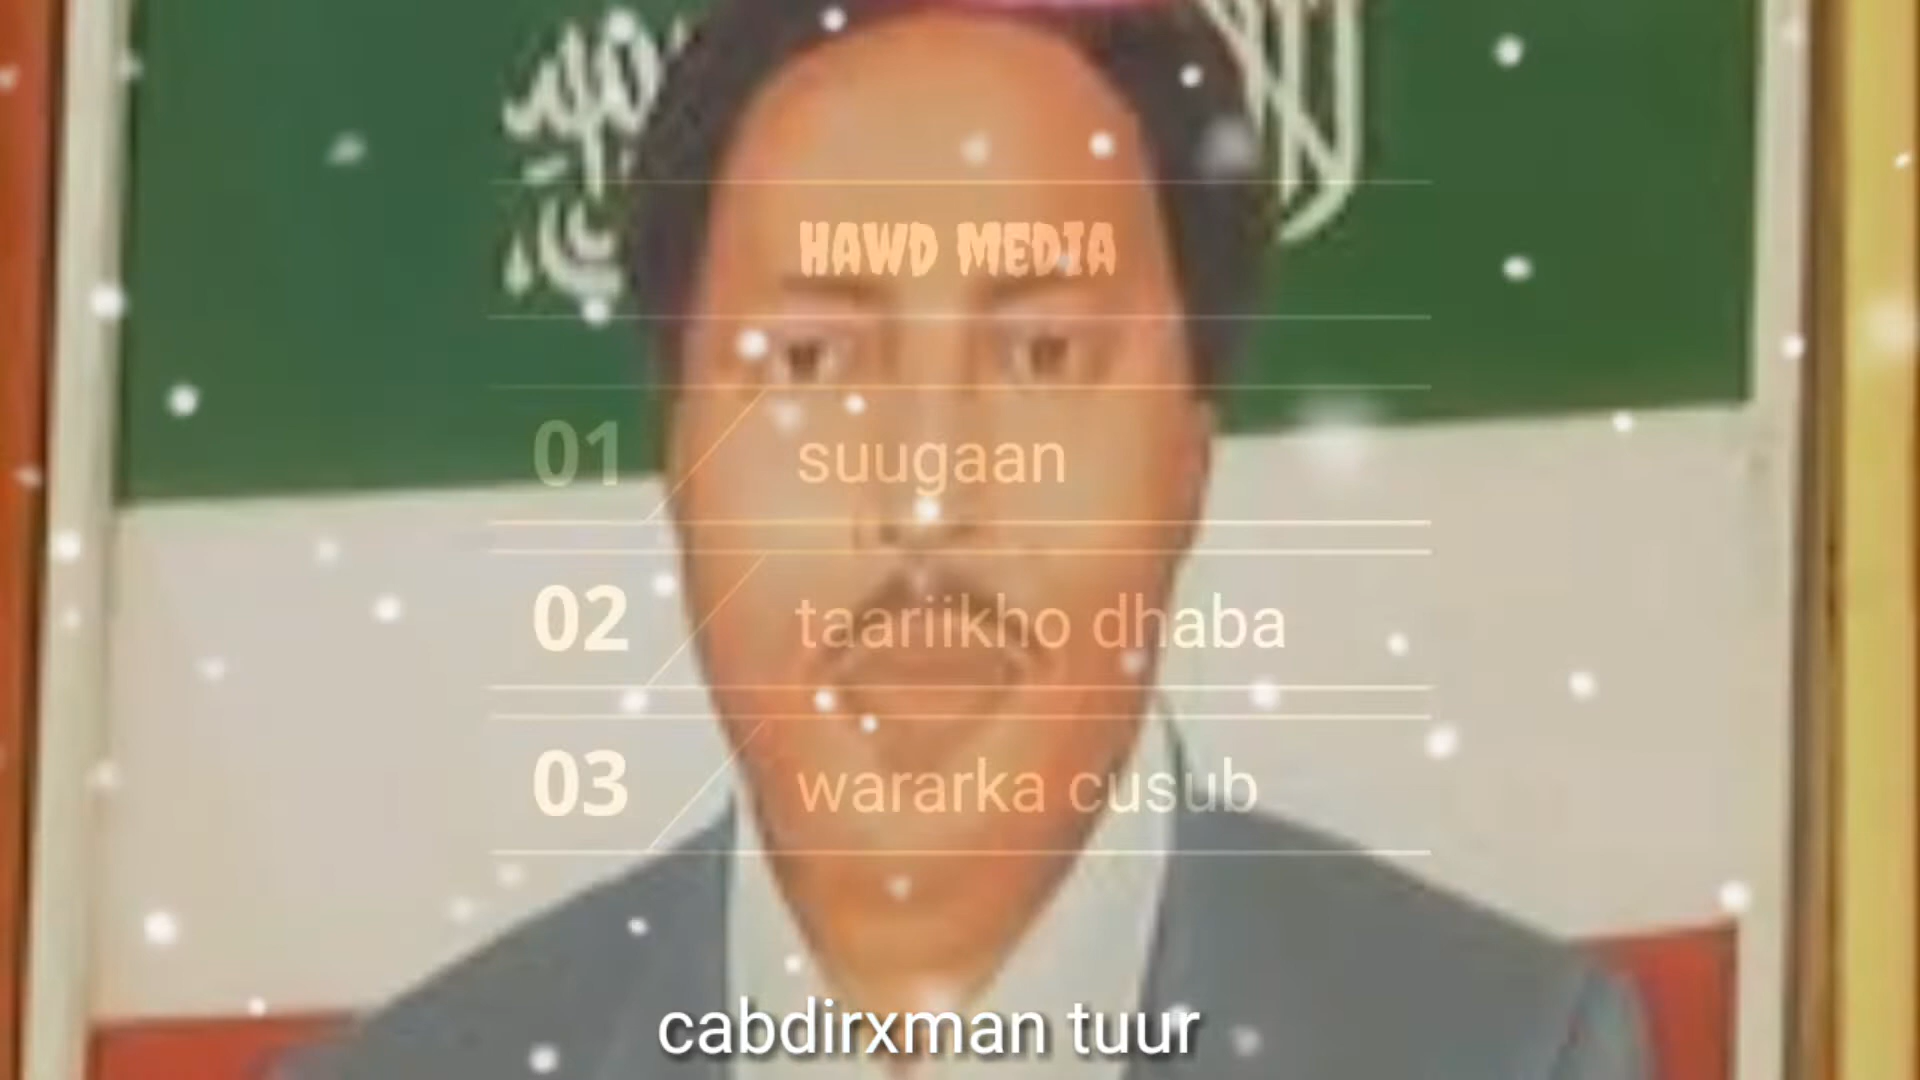 HAWD MEDIA
01 suugaan
02 taariikho dhaba
03 wararka cusub
cabdirxman tuur